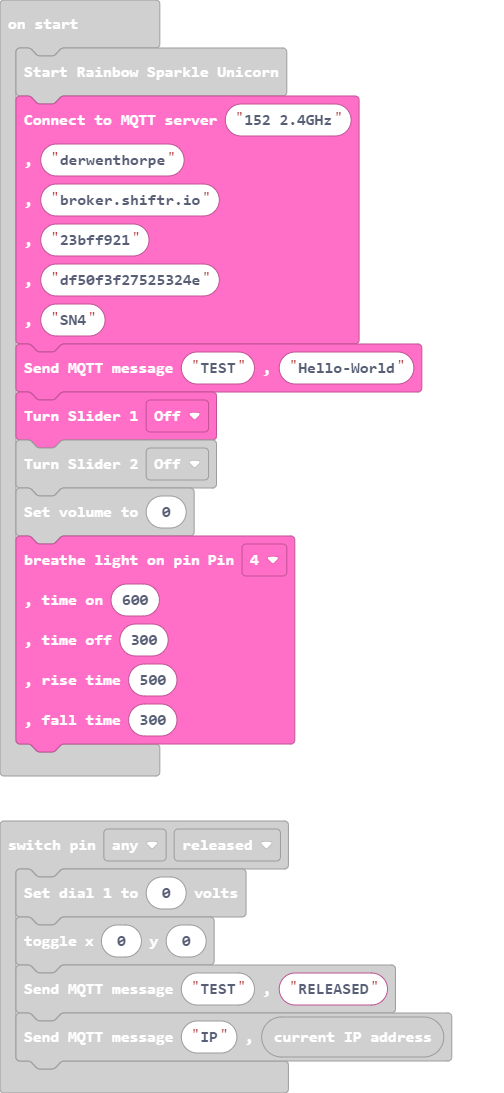 on start
Start Rainbow Sparkle Unicorn
Connect to MQTT server "152 2.4GHz"
, "derwenthorpe"
, "broker.shiftr.io"
, "23bff921"
, "df50f3f27525324e"
, "SN4"
Send MQTT message "TEST" , "Hello-World"
Turn Slider 1 Off
Turn Slider 2 Off
Set volume to 0
breathe light on pin Pin 4
, time on 600
, time off 300
, rise time 500
, fall time 300
switch pin any released
Set dial 1 to 0 volts
toggle x 0 y 0
Send MQTT message "TEST" , "RELEASED"
Send MQTT message "IP" , current IP address